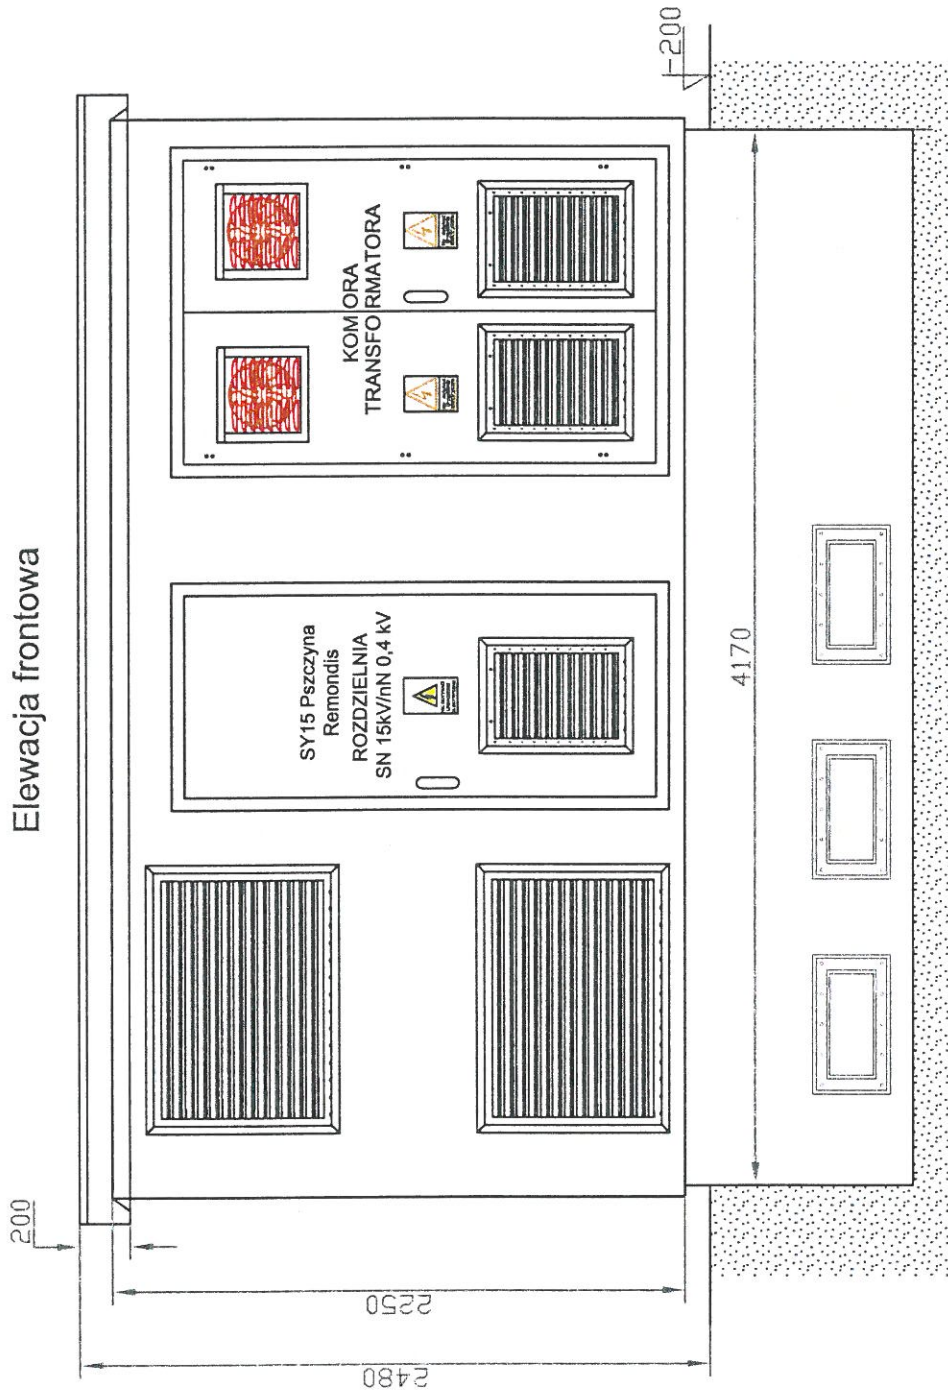 Elewacja frontowa
200
2480
2250
SY15 Pszczyna
Remondis
ROZDZIELNIA
SN 15kV/nN 0,4 kV
KOMORA
TRANSFORMATORA
-200
4170